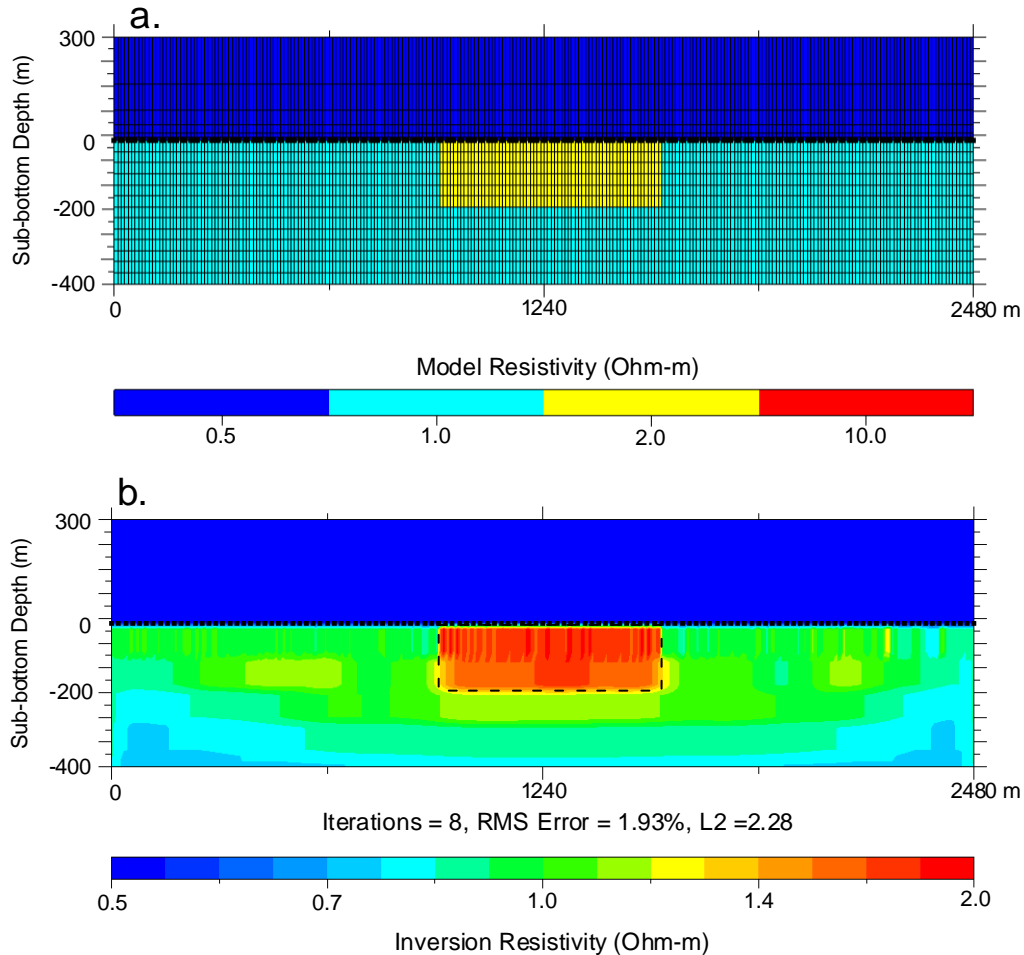 a.
300
Sub-bottom Depth (m)
0
-200
-400
0 1240 2480 m
Model Resistivity (Ohm-m)
0.5 1.0 2.0 10.0
b.
300
Sub-bottom Depth (m)
0
-200
-400
0 1240 2480 m
Iterations = 8, RMS Error = 1.93%, L2 =2.28
0.5 0.7 1.0 1.4 2.0
Inversion Resistivity (Ohm-m)